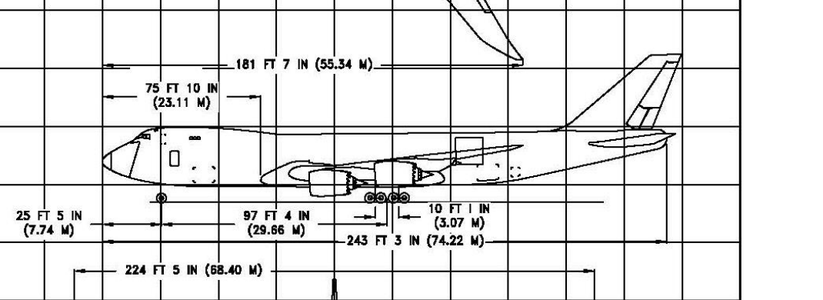 181 FT 7 IN (55.34 M)
75 FT 10 IN
(23.11 M)
25 FT 5 IN
(7.74 M)
97 FT 4 IN
(29.66 M)
10 FT 1 IN
(3.07 M)
243 FT 3 IN (74.22 M)
224 FT 5 IN (68.40 M)